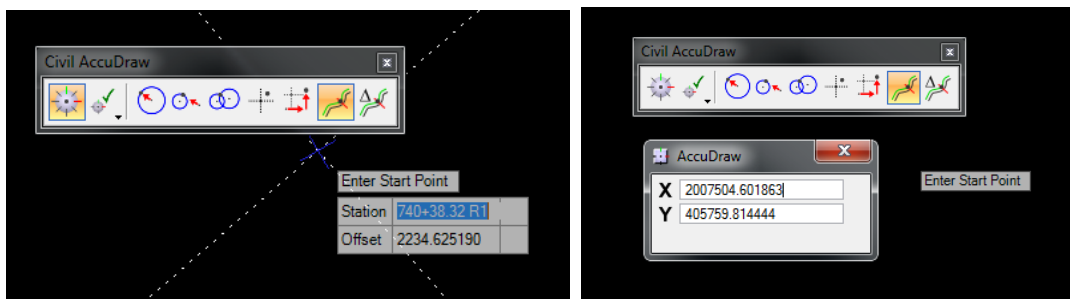 Civil AccuDraw
Enter Start Point
Station 740+38.32 R1
Offset 2234.625190
Civil AccuDraw
AccuDraw
X 2007504.601863
Y 405759.814444
Enter Start Point